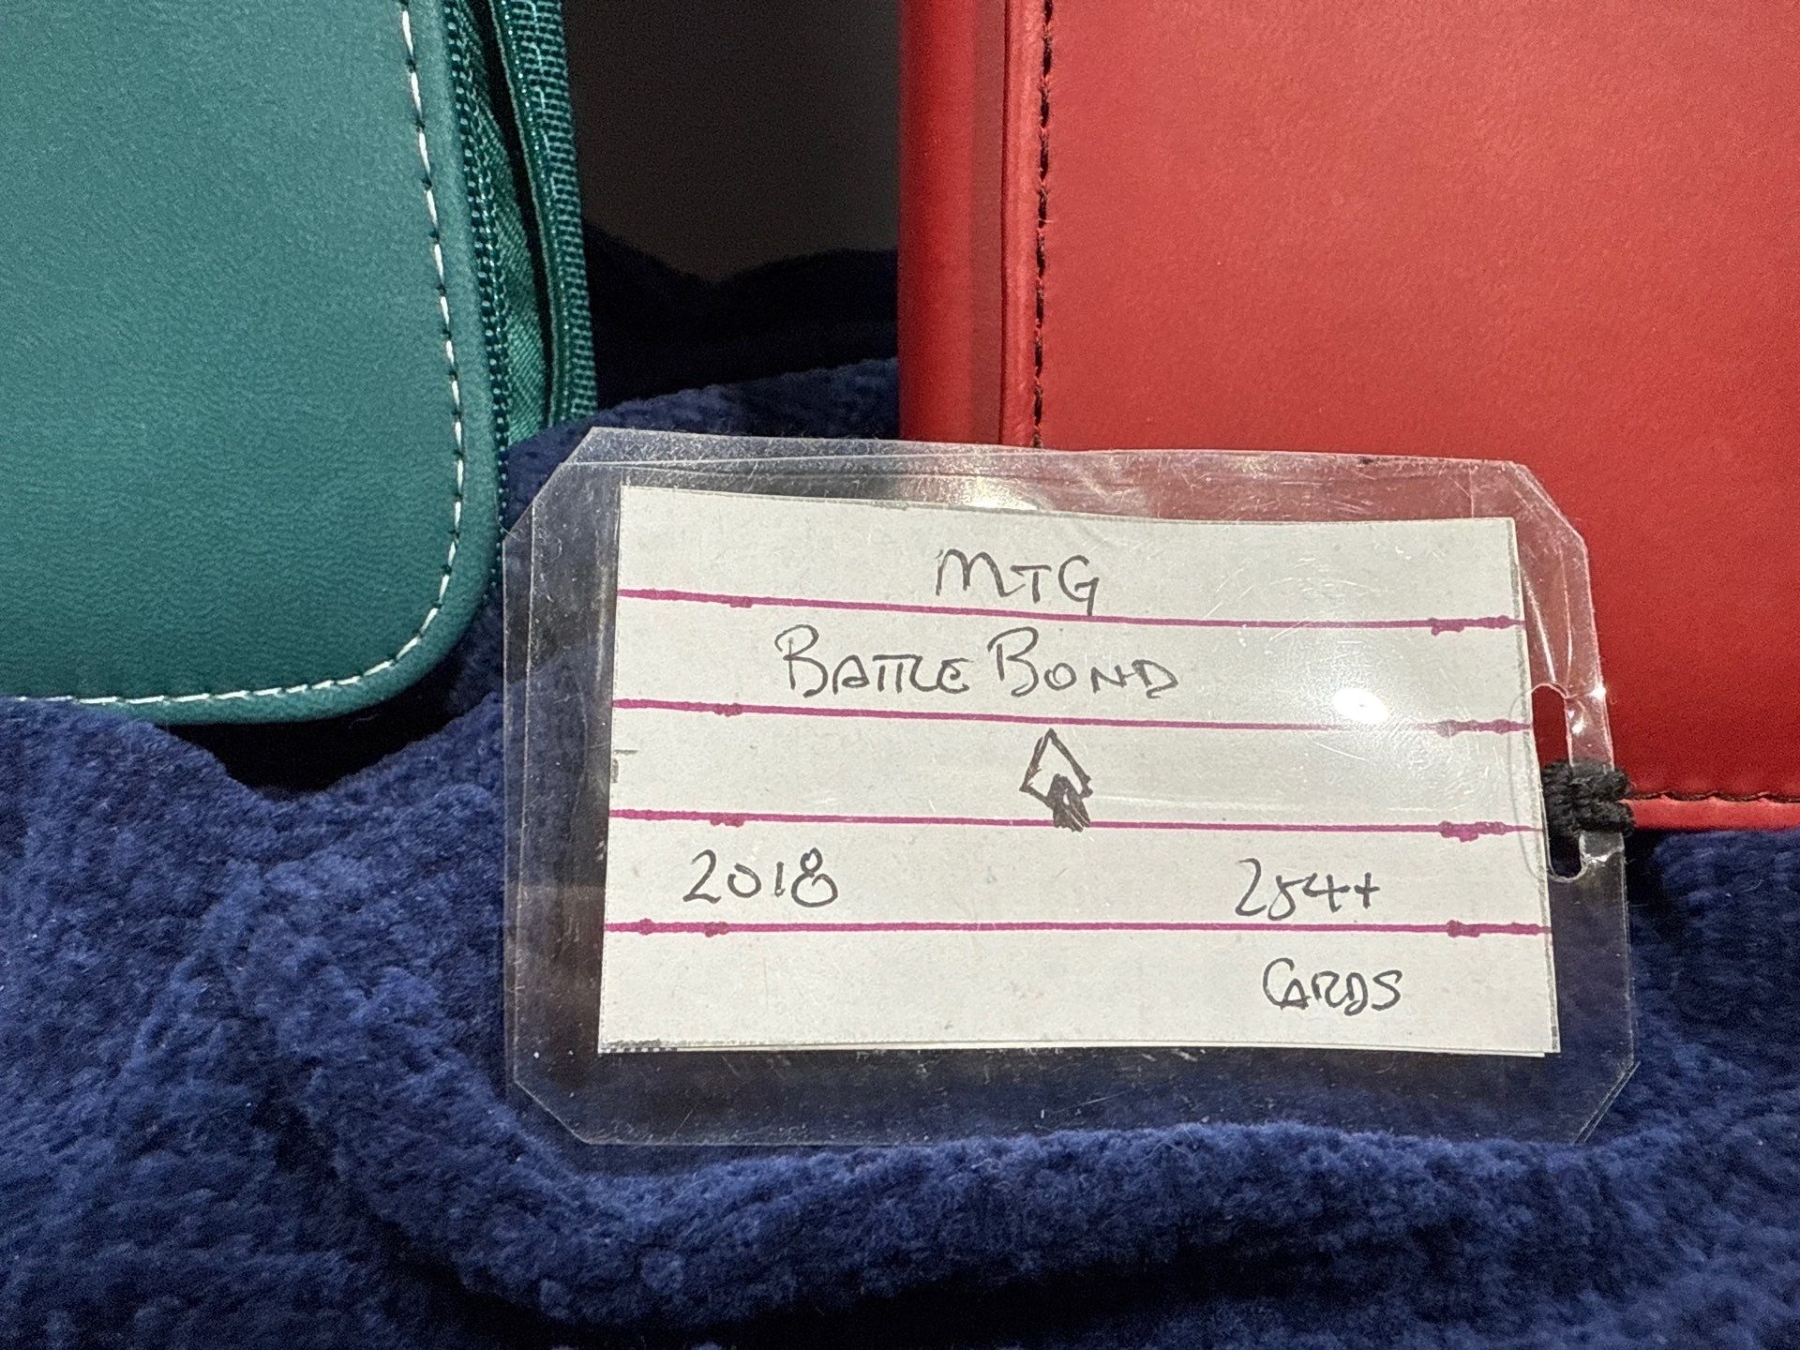 MTG
BATTLE BOND
2018 254++
CARDS